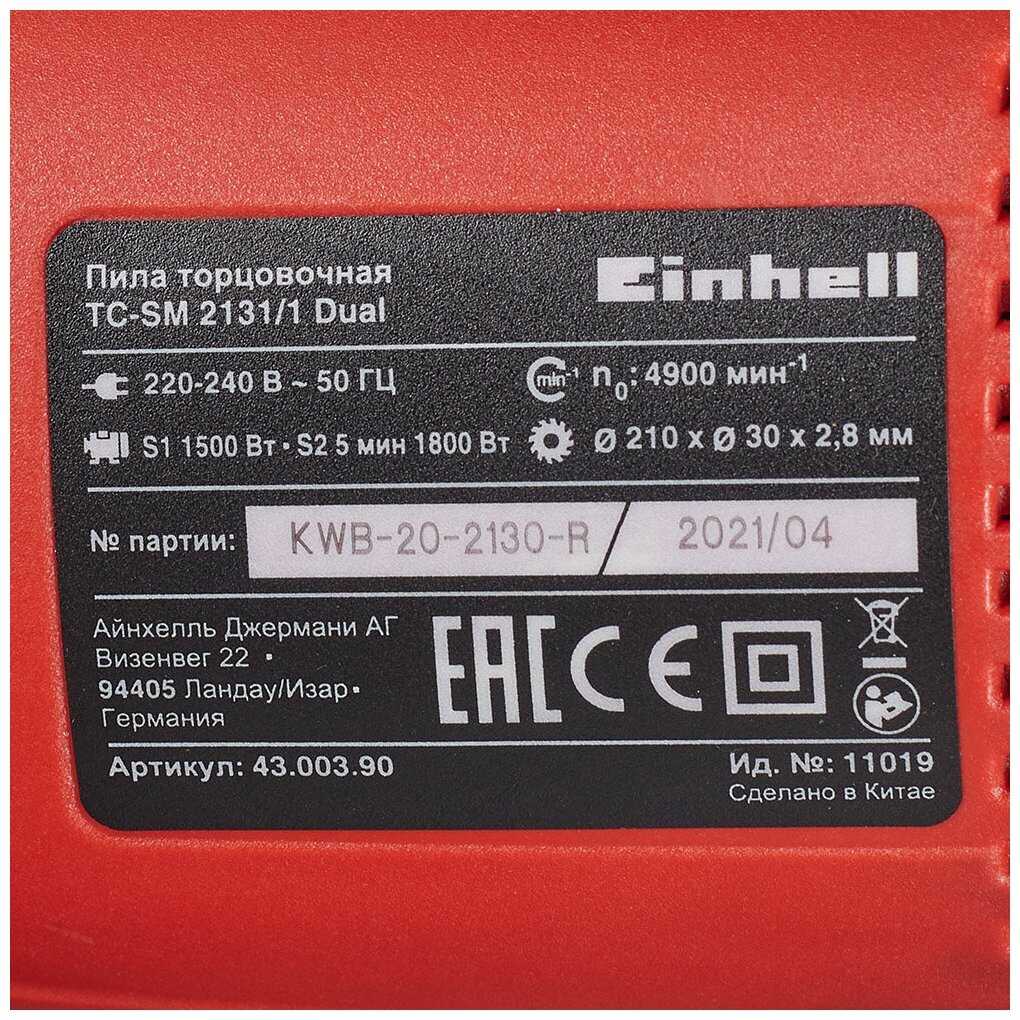 Пила торцовочная
TC-SM 2131/1 Dual
Einhell
220-240 В ~ 50 ГЦ
min⁻¹ n₀: 4900 мин⁻¹
S1 1500 Вт · S2 5 мин 1800 Вт
ø 210 x ø 30 x 2,8 мм
№ партии: KWB-20-2130-R / 2021/04
Айнхелль Джермани АГ
Визенвег 22 ·
94405 Ландау/Изар·
Германия
EAC CE
Артикул: 43.003.90
Ид. №: 11019
Сделано в Китае